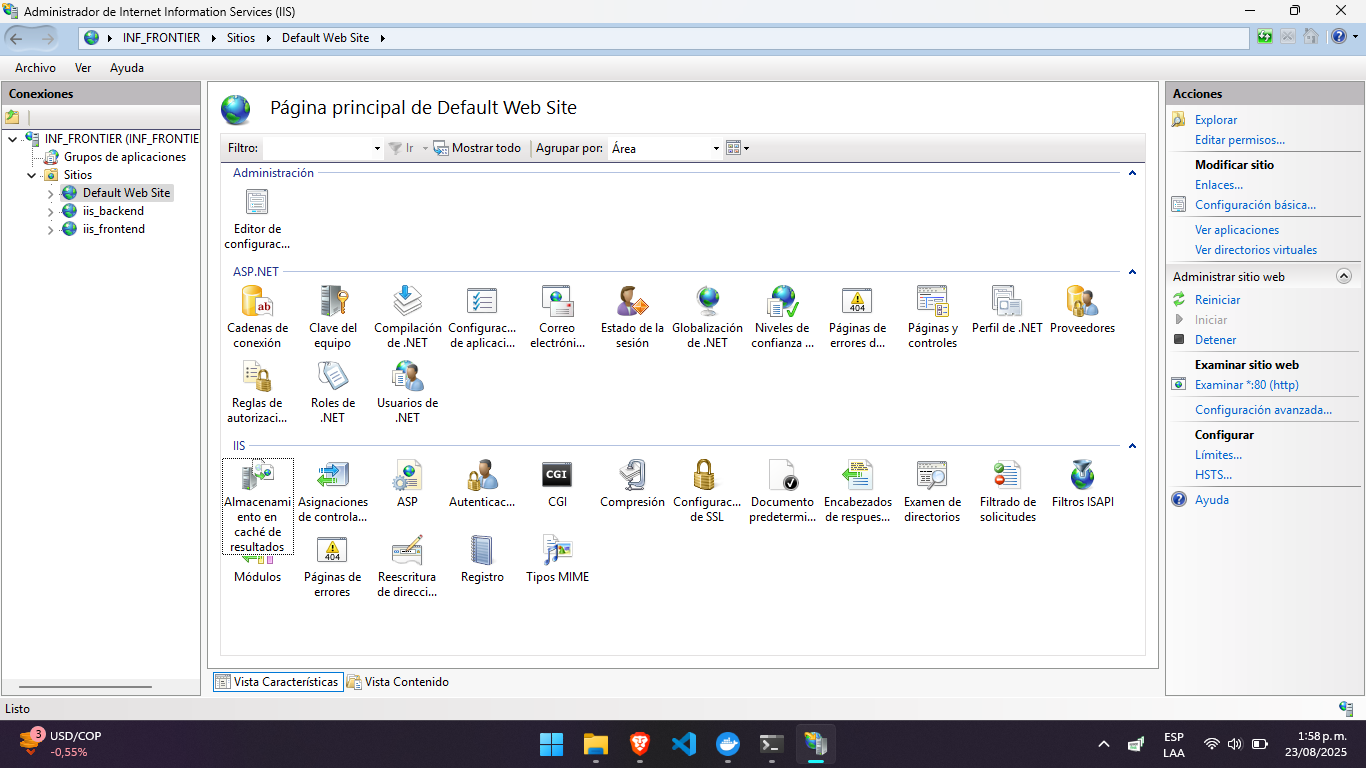 Administrador de Internet Information Services (IIS)
INF_FRONTIER
Sitios
Default Web Site
Archivo
Ver
Ayuda
Conexiones
INF_FRONTIER (INF_FRONTIE
Grupos de aplicaciones
Sitios
Default Web Site
iis_backend
iis_frontend
Página principal de Default Web Site
Filtro:
Ir
Mostrar todo
Agrupar por:
Área
Administración
Editor de
configurac...
ASP.NET
Cadenas de
conexión
Clave del
equipo
Compilación
de .NET
Configurac...
de aplicaci...
Correo
electróni...
Estado de la
sesión
Globalización
de .NET
Niveles de
confianza ...
Páginas de
errores d...
Páginas y
controles
Perfil de .NET
Proveedores
Reglas de
autorizaci...
Roles de
.NET
Usuarios de
.NET
IIS
Almacenami
ento en
caché de
resultados
Asignaciones
de controla...
ASP
Autenticac...
CGI
CGI
Compresión
Configurac...
de SSL
Documento
predetermi...
Encabezados
de respues...
Examen de
directorios
Filtrado de
solicitudes
Filtros ISAPI
Módulos
Páginas de
errores
Reescritura
de direcci...
Registro
Tipos MIME
Vista Características
Vista Contenido
Acciones
Explorar
Editar permisos...
Modificar sitio
Enlaces...
Configuración básica...
Ver aplicaciones
Ver directorios virtuales
Administrar sitio web
Reiniciar
Iniciar
Detener
Examinar sitio web
Examinar *:80 (http)
Configuración avanzada...
Configurar
Límites...
HSTS...
Ayuda
Listo
3
USD/COP
-0,55%
ESP
LAA
1:58 p. m.
23/08/2025